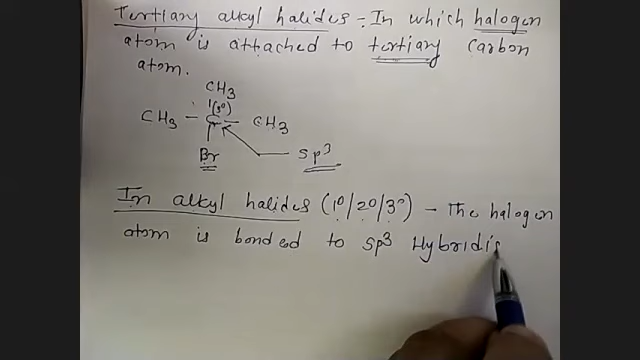 Tertiary alkyl halides - In which halogen
atom is attached to tertiary carbon
atom.
CH3
CH3 - C - CH3
(3°)
Br
Sp3
In alkyl halides (1°/2°/3°) - The halogen
atom is bonded to Sp3 Hybridis